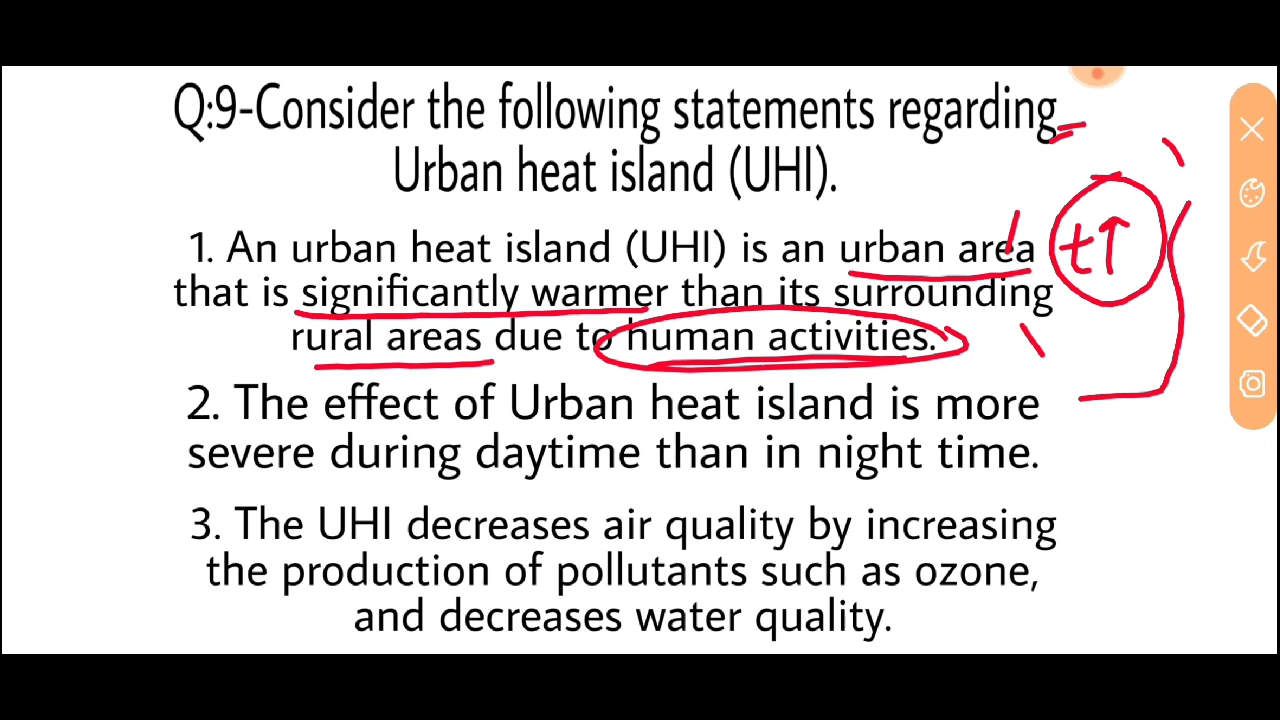 Q:9-Consider the following statements regarding
Urban heat island (UHI).
1. An urban heat island (UHI) is an urban area
that is significantly warmer than its surrounding
rural areas due to human activities.
t↑
2. The effect of Urban heat island is more
severe during daytime than in night time.
3. The UHI decreases air quality by increasing
the production of pollutants such as ozone,
and decreases water quality.